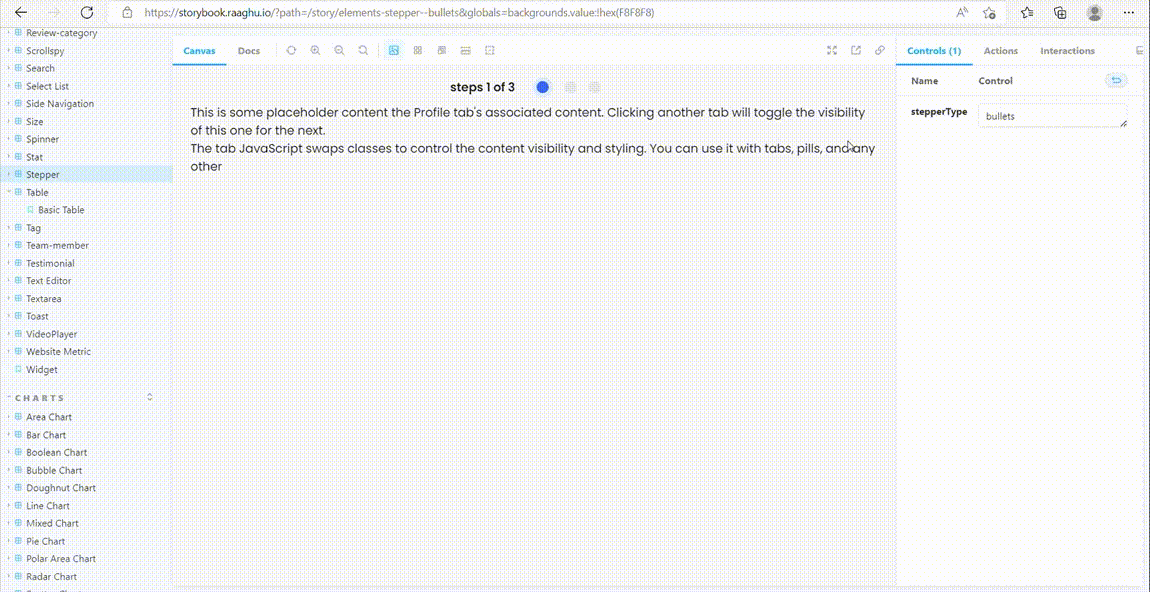 https://storybook.raaghu.io/?path=/story/elements-stepper--bullets&globals=backgrounds.value:!hex(F8F8F8)
Review-category
Scrollspy
Search
Select List
Side Navigation
Size
Spinner
Stat
Stepper
Table
Basic Table
Tag
Team-member
Testimonial
Text Editor
Textarea
Toast
VideoPlayer
Website Metric
Widget
CHARTS
Area Chart
Bar Chart
Boolean Chart
Bubble Chart
Doughnut Chart
Line Chart
Mixed Chart
Pie Chart
Polar Area Chart
Radar Chart
Canvas Docs
steps 1 of 3
This is some placeholder content the Profile tab's associated content. Clicking another tab will toggle the visibility
of this one for the next.
The tab JavaScript swaps classes to control the content visibility and styling. You can use it with tabs, pills, and any
other
Controls (1) Actions Interactions
Name Control
stepperType bullets